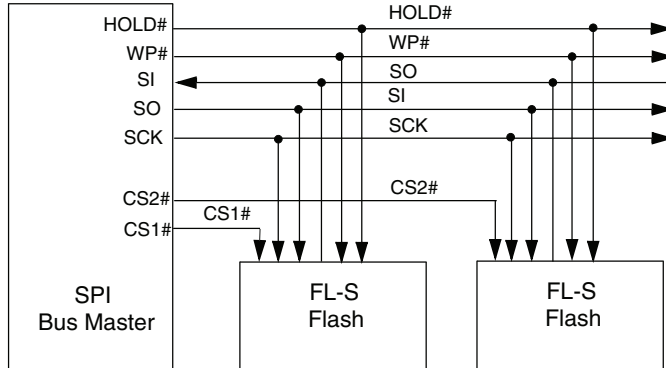 HOLD# HOLD#
WP# WP#
SI SO
SO SI
SCK SCK
CS2# CS2#
CS1# CS1#
SPI
Bus Master
FL-S
Flash
FL-S
Flash